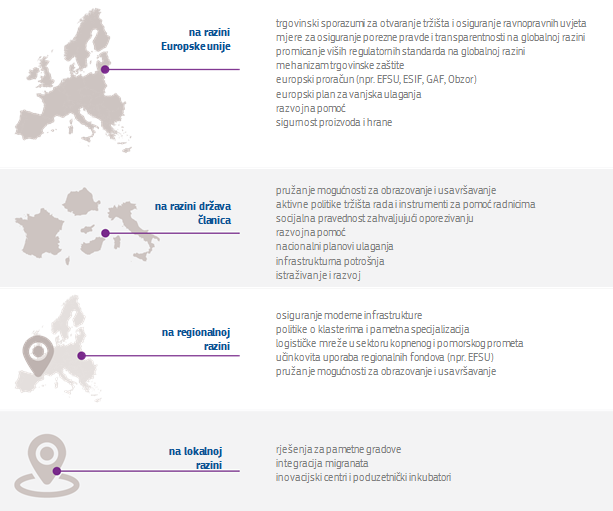 na razini
Europske unije
trgovinski sporazumi za otvaranje tržišta i osiguranje ravnopravnih uvjeta
mjere za osiguranje porezne pravde i transparentnosti na globalnoj razini
promicanje viših regulatornih standarda na globalnoj razini
mehanizam trgovinske zaštite
europski proračun (npr. EFSU, ESIF, GAF, Obzor)
europski plan za vanjska ulaganja
razvojna pomoć
sigurnost proizvoda i hrane
na razini država
članica
pružanje mogućnosti za obrazovanje i usavršavanje
aktivne politike tržišta rada i instrumenti za pomoć radnicima
socijalna pravednost zahvaljujući oporezivanju
razvojna pomoć
nacionalni planovi ulaganja
infrastrukturna potrošnja
istraživanje i razvoj
na regionalnoj
razini
osiguranje moderne infrastrukture
politike o klasterima i pametna specijalizacija
logističke mreže u sektoru kopnenog i pomorskog prometa
učinkovita uporaba regionalnih fondova (npr. EFSU)
pružanje mogućnosti za obrazovanje i usavršavanje
na lokalnoj
razini
rješenja za pametne gradove
integracija migranata
inovacijski centri i poduzetnički inkubatori